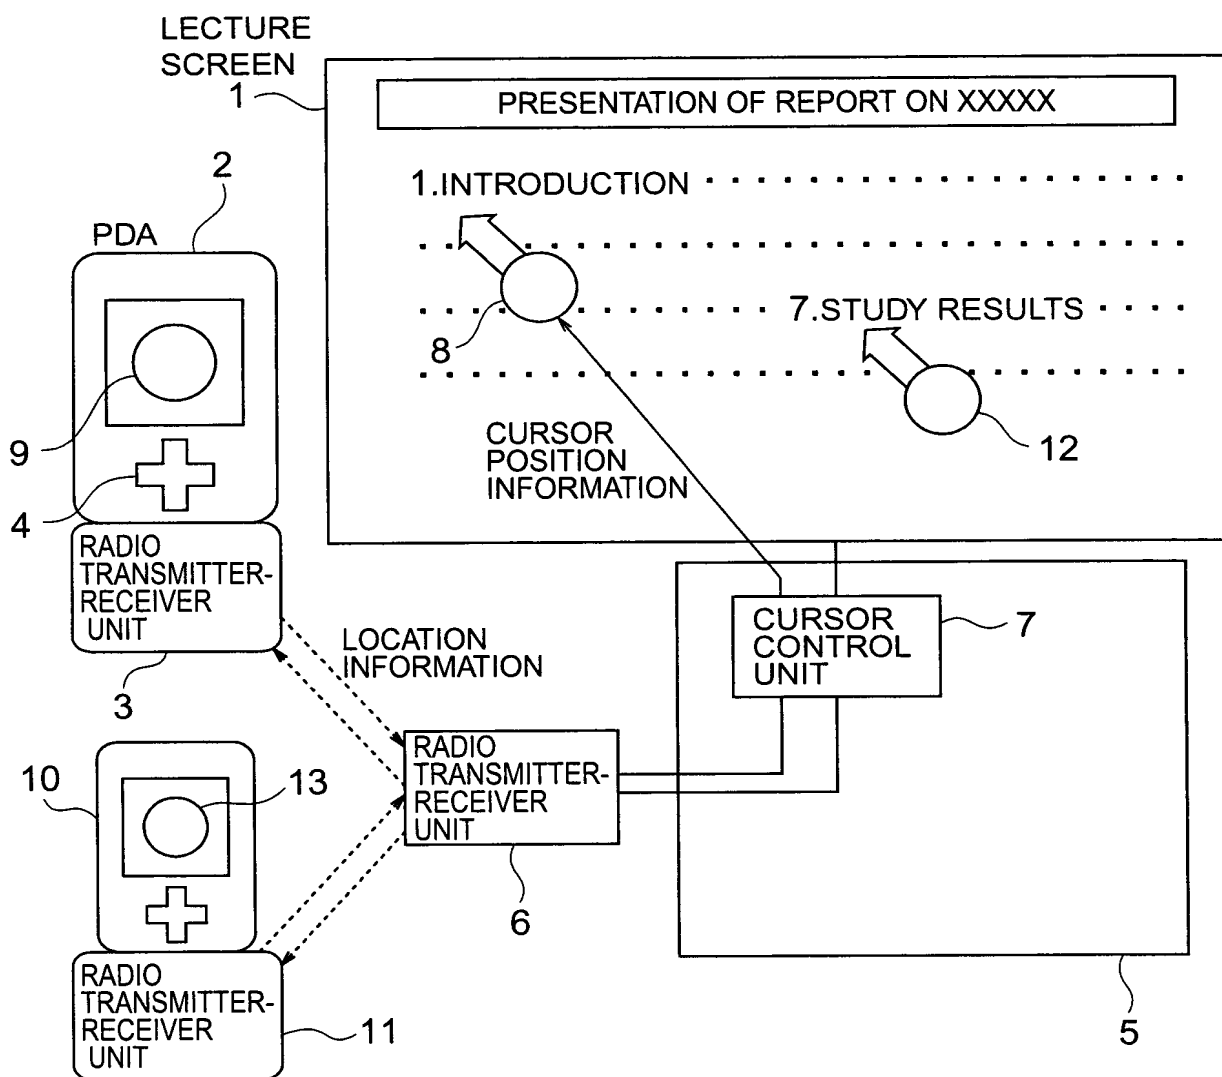 LECTURE
SCREEN
1
PRESENTATION OF REPORT ON XXXXX
1.INTRODUCTION
2
PDA
8
7.STUDY RESULTS
9
12
CURSOR
POSITION
INFORMATION
4
RADIO
TRANSMITTER-
RECEIVER
UNIT
3
LOCATION
INFORMATION
CURSOR
CONTROL
UNIT
7
10
13
RADIO
TRANSMITTER-
RECEIVER
UNIT
6
RADIO
TRANSMITTER-
RECEIVER
UNIT
11
5